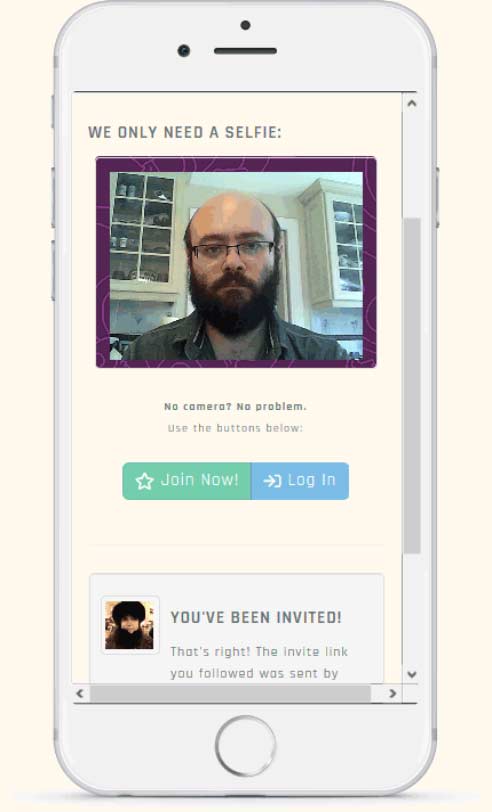 WE ONLY NEED A SELFIE:
No camera? No problem.
Use the buttons below:
Join Now! Log In
YOU'VE BEEN INVITED!
That's right! The invite link
you followed was sent by